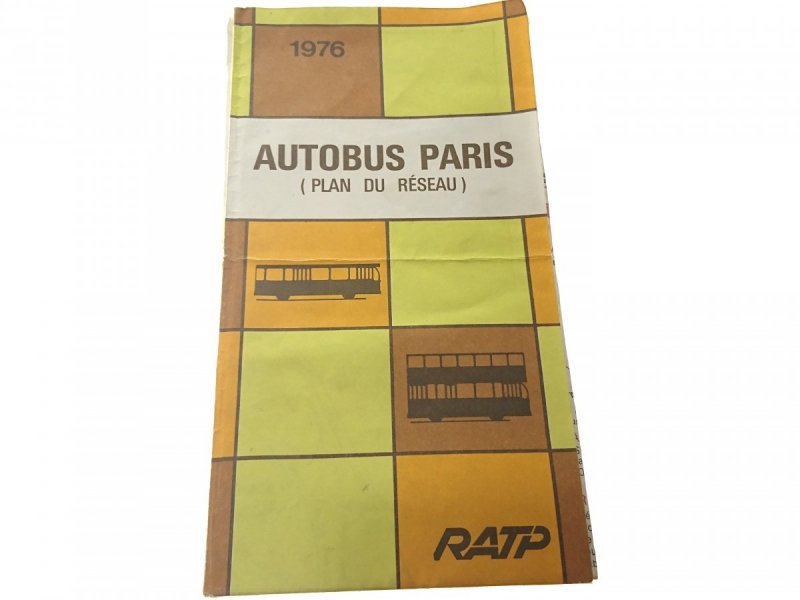 1976
AUTOBUS PARIS
( PLAN DU RÉSEAU )
RATP